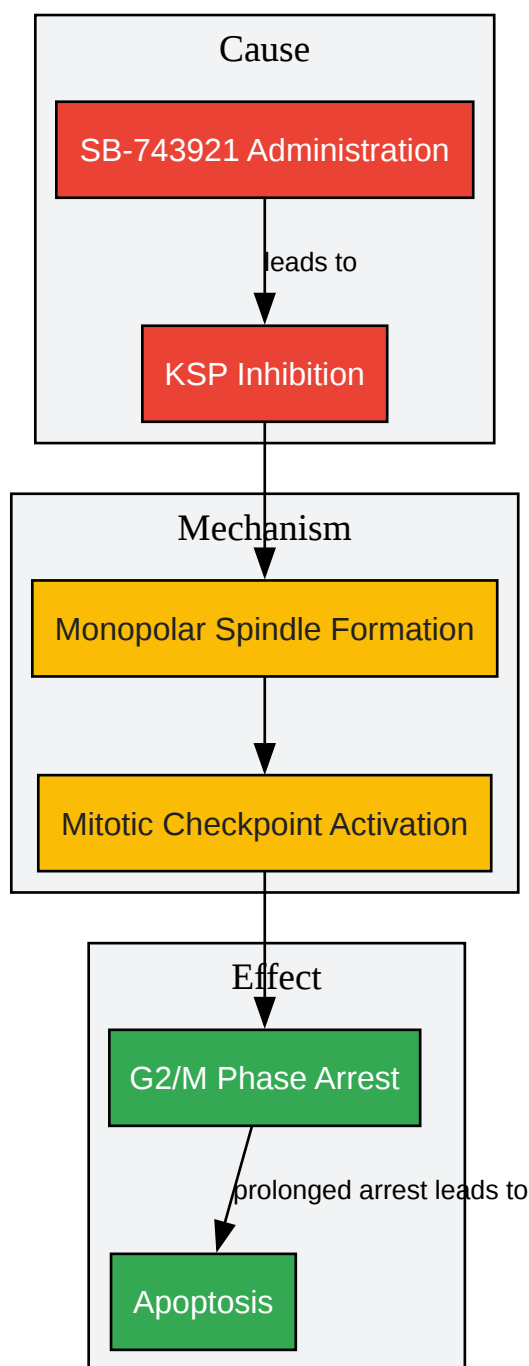 Cause
SB-743921 Administration
leads to
KSP Inhibition
Mechanism
Monopolar Spindle Formation
Mitotic Checkpoint Activation
Effect
G2/M Phase Arrest
prolonged arrest leads to
Apoptosis